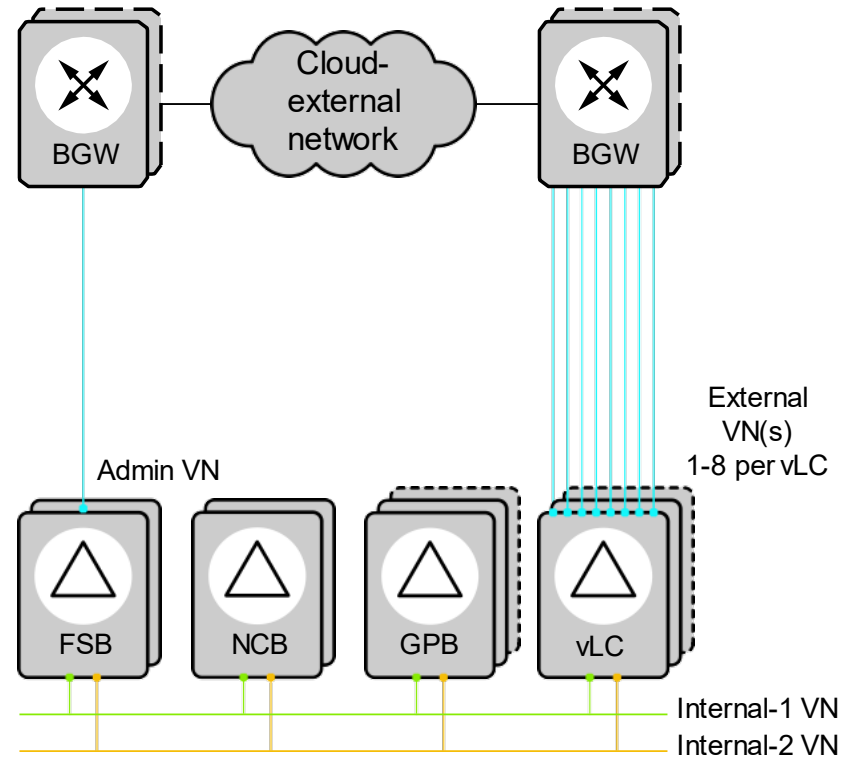 Cloud-
external
network
BGW
BGW
External
VN(s)
1-8 per vLC
Admin VN
FSB
NCB
GPB
vLC
Internal-1 VN
Internal-2 VN